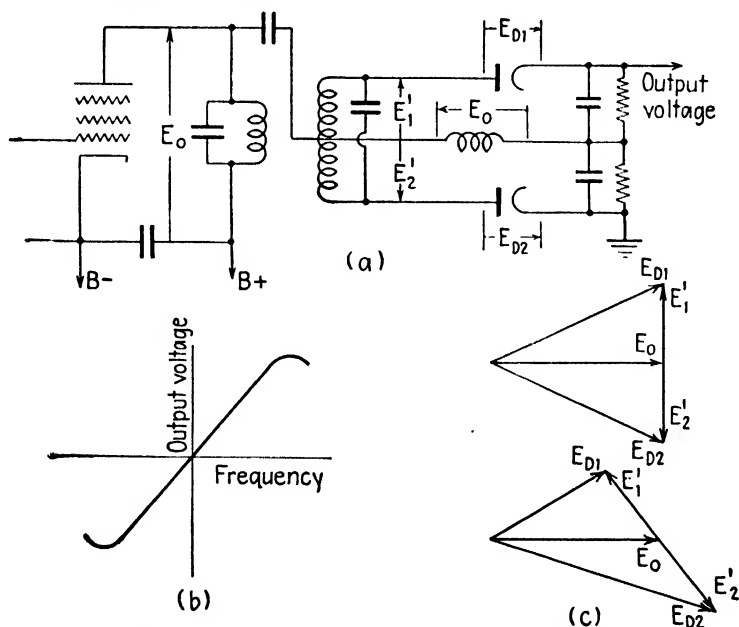 E_D1
Output
voltage
E_o
E'_1
E_o
E'_2
E_D2
B-
B+
(a)
Output voltage
Frequency
(b)
E_D1
E'_1
E_o
E'_2
E_D2
E_D1
E'_1
E_o
E'_2
E_D2
(c)